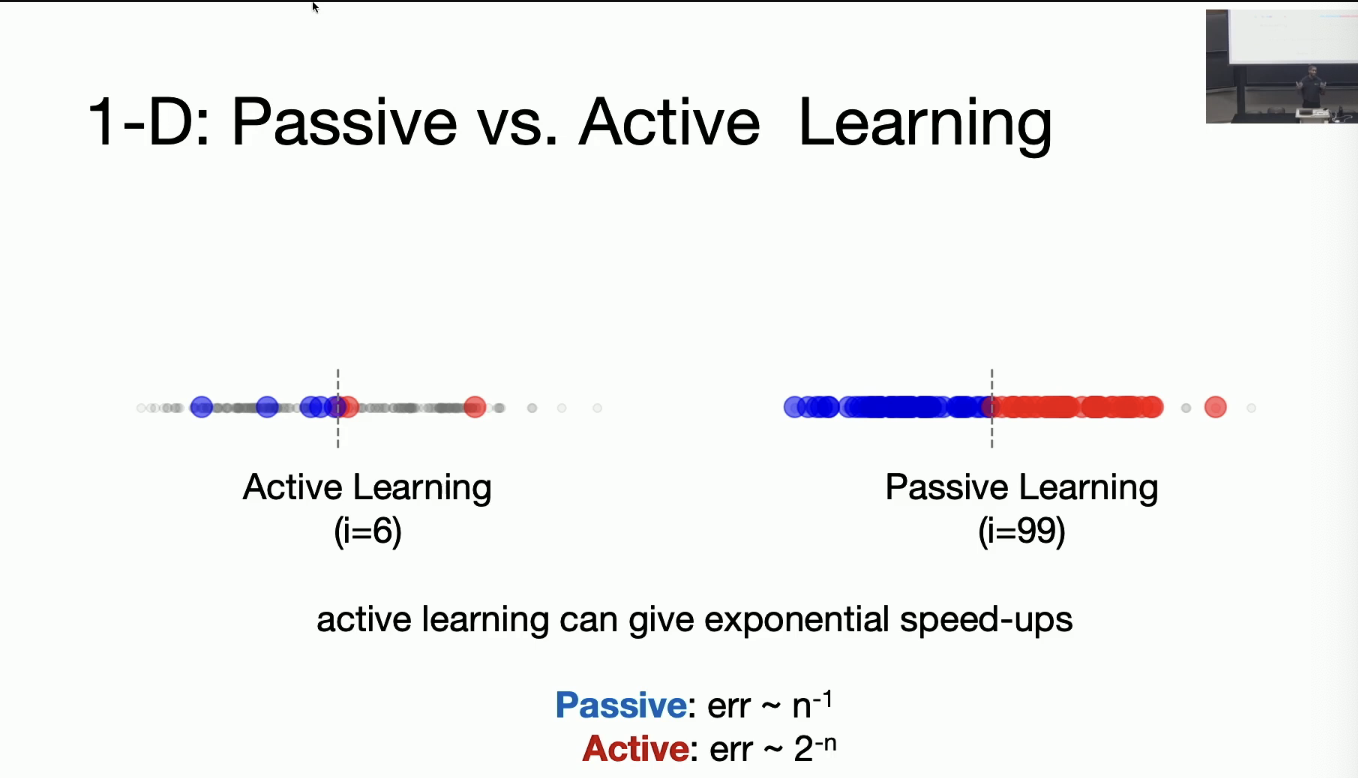 1-D: Passive vs. Active Learning
Active Learning
(i=6)
Passive Learning
(i=99)
active learning can give exponential speed-ups
Passive: err ~ n⁻¹
Active: err ~ 2⁻ⁿ